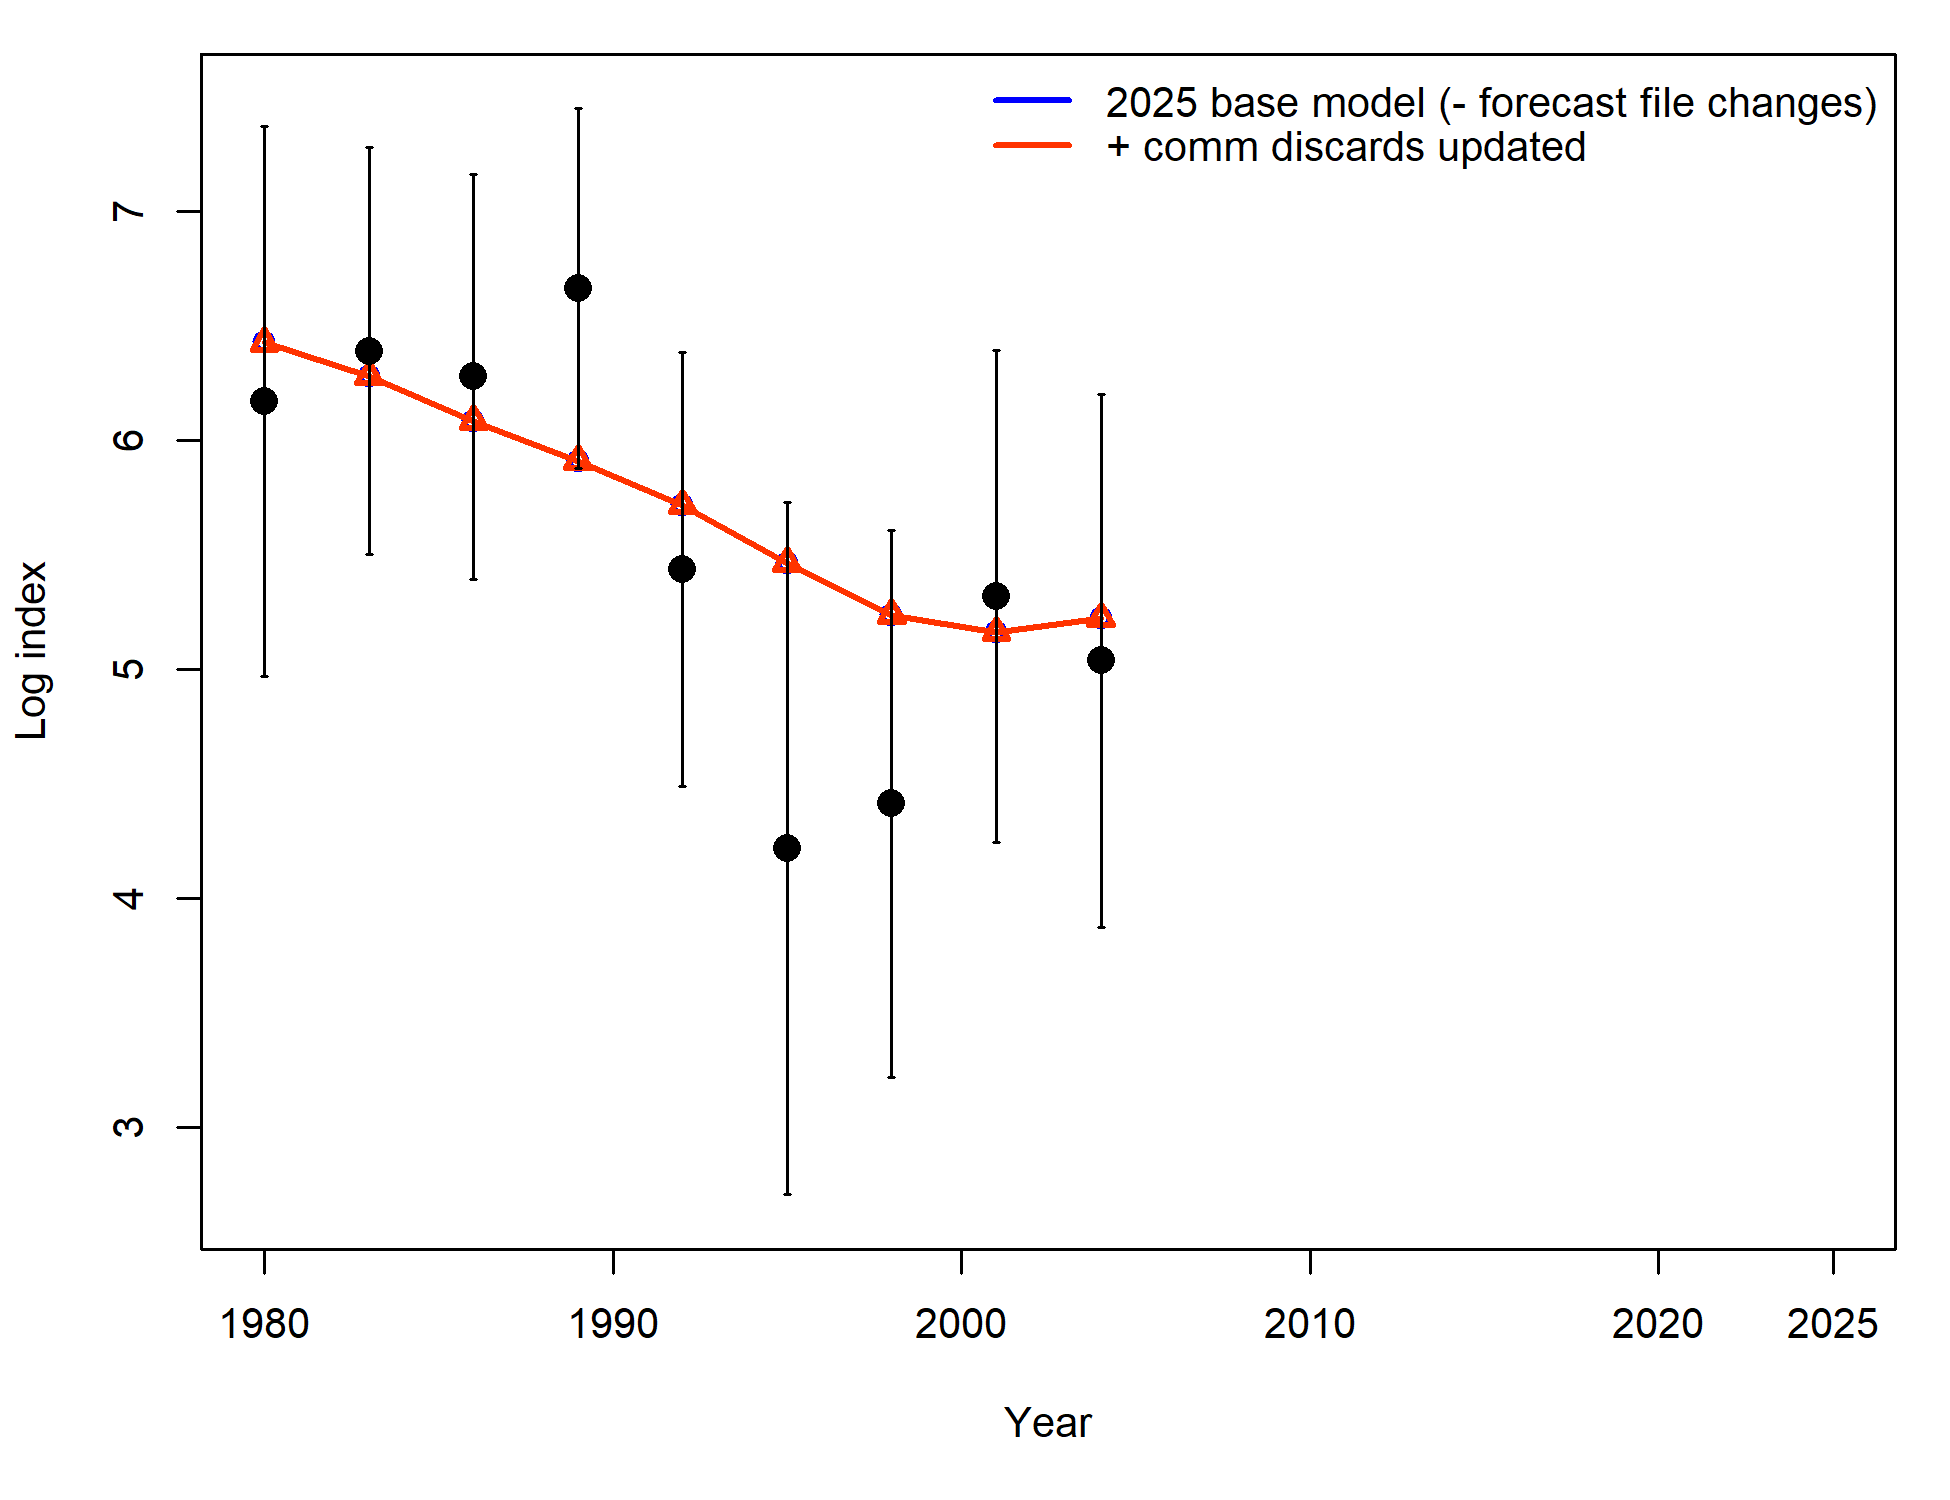 2025 base model (- forecast file changes)
+ comm discards updated
Log index
7
6
5
4
3
1980 1990 2000 2010 2020 2025
Year